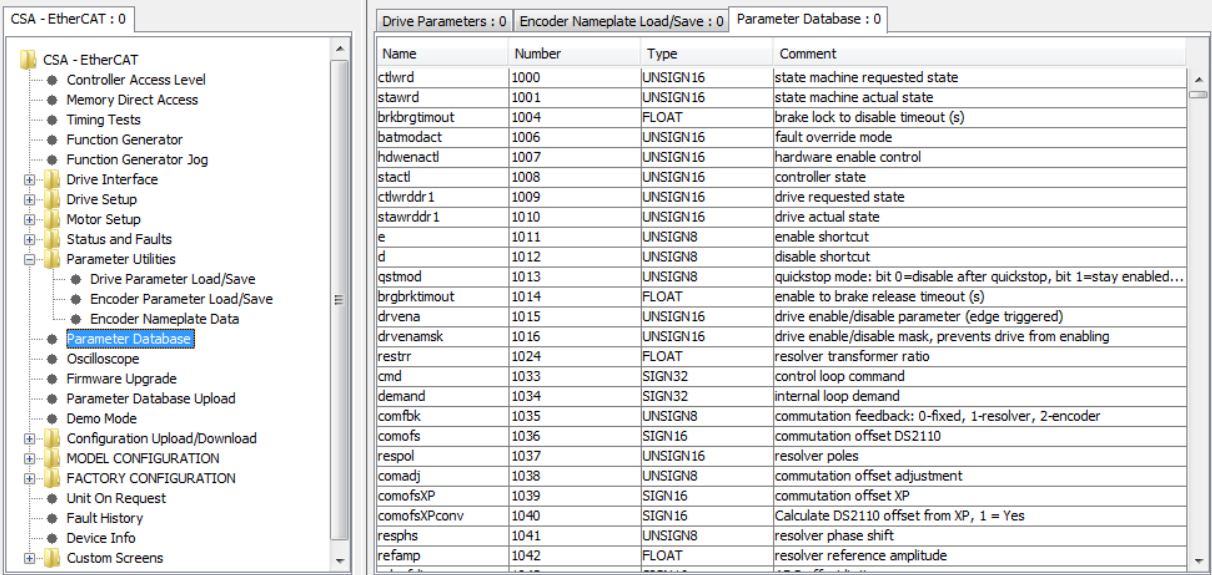 CSA - EtherCAT : 0
CSA - EtherCAT
Controller Access Level
Memory Direct Access
Timing Tests
Function Generator
Function Generator Jog
Drive Interface
Drive Setup
Motor Setup
Status and Faults
Parameter Utilities
Drive Parameter Load/Save
Encoder Parameter Load/Save
Encoder Nameplate Data
Parameter Database
Oscilloscope
Firmware Upgrade
Parameter Database Upload
Demo Mode
Configuration Upload/Download
MODEL CONFIGURATION
FACTORY CONFIGURATION
Unit On Request
Fault History
Device Info
Custom Screens
Drive Parameters : 0 Encoder Nameplate Load/Save : 0 Parameter Database : 0
Name Number Type Comment
ctlwrd 1000 UNSIGN16 state machine requested state
stawrd 1001 UNSIGN16 state machine actual state
brkbrgtimout 1004 FLOAT brake lock to disable timeout (s)
batmodact 1006 UNSIGN16 fault override mode
hdwenactl 1007 UNSIGN16 hardware enable control
stactl 1008 UNSIGN16 controller state
ctlwrddr1 1009 UNSIGN16 drive requested state
stawrddr1 1010 UNSIGN16 drive actual state
e 1011 UNSIGN8 enable shortcut
d 1012 UNSIGN8 disable shortcut
qstmod 1013 UNSIGN8 quickstop mode: bit 0=disable after quickstop, bit 1=stay enabled...
brgbrktimout 1014 FLOAT enable to brake release timeout (s)
drvena 1015 UNSIGN16 drive enable/disable parameter (edge triggered)
drvenamsk 1016 UNSIGN16 drive enable/disable mask, prevents drive from enabling
restrr 1024 FLOAT resolver transformer ratio
cmd 1033 SIGN32 control loop command
demand 1034 SIGN32 internal loop demand
comfbk 1035 UNSIGN8 commutation feedback: 0-fixed, 1-resolver, 2-encoder
comofs 1036 SIGN16 commutation offset DS2110
respol 1037 UNSIGN16 resolver poles
comadj 1038 UNSIGN8 commutation offset adjustment
comofsXP 1039 SIGN16 commutation offset XP
comofsXPconv 1040 SIGN16 Calculate DS2110 offset from XP, 1 = Yes
resphs 1041 UNSIGN8 resolver phase shift
refamp 1042 FLOAT resolver reference amplitude